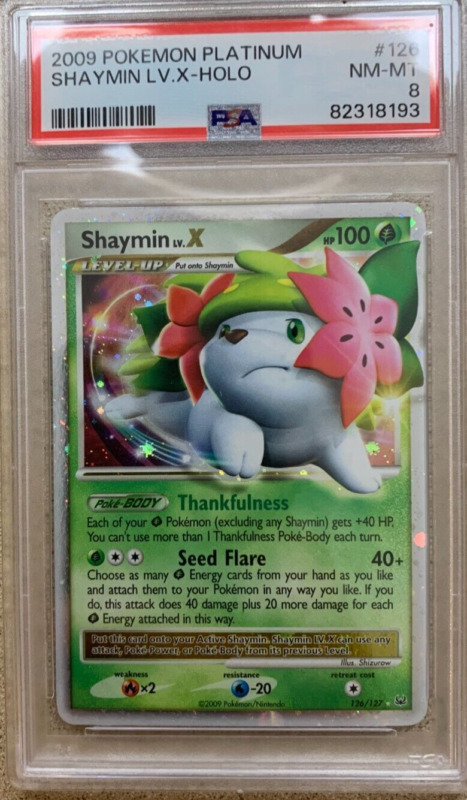 2009 POKEMON PLATINUM #126
SHAYMIN LV.X-HOLO NM-MT
8
PSA 82318193
Shaymin LV.X HP100
LEVEL-UP Put onto Shaymin
Poké-BODY Thankfulness
Each of your Pokémon (excluding any Shaymin) gets +40 HP.
You can't use more than 1 Thankfulness Poké-Body each turn.
Seed Flare 40+
Choose as many Energy cards from your hand as you like
and attach them to your Pokémon in any way you like. If you
do, this attack does 40 damage plus 20 more damage for each
Energy attached in this way.
Put this card onto your Active Shaymin. Shaymin LV.X can use any
attack, Poké-Power, or Poké-Body from its previous Level.
Illus. Shizurow
weakness resistance retreat cost
×2 -20
©2009 Pokémon/Nintendo 126/127